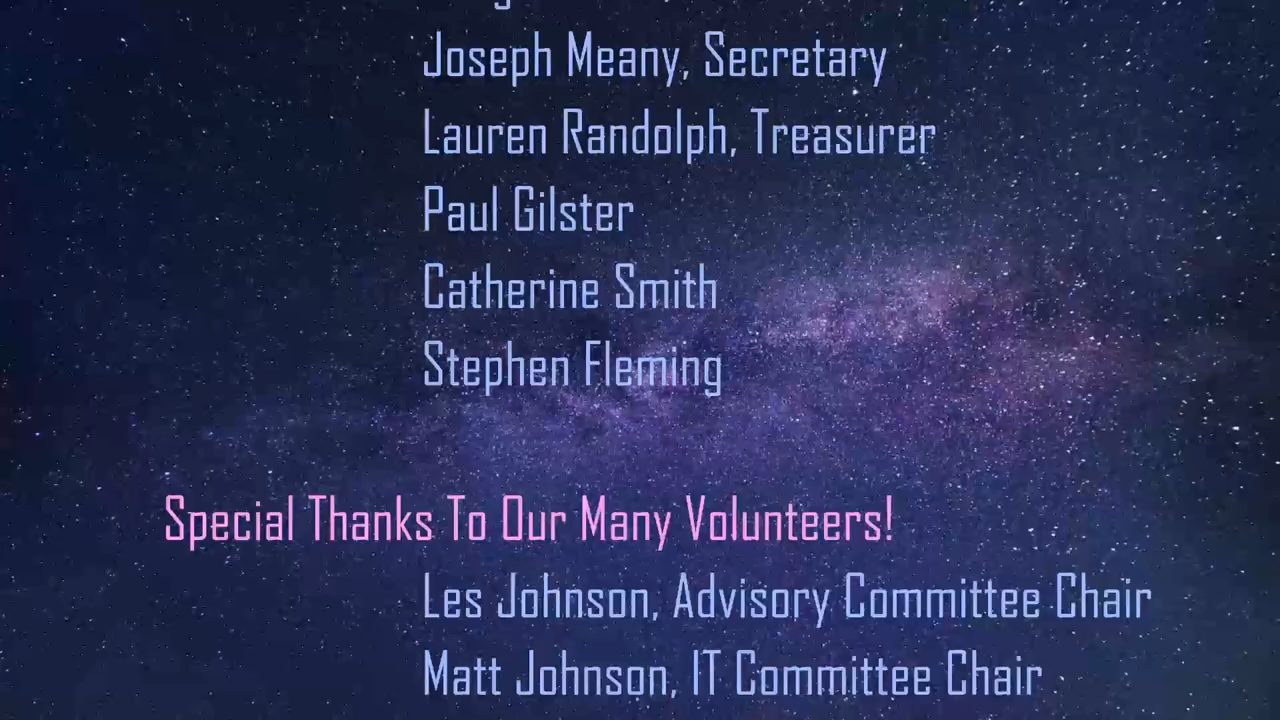 Joseph Meany, Secretary
Lauren Randolph, Treasurer
Paul Gilster
Catherine Smith
Stephen Fleming
Special Thanks To Our Many Volunteers!
Les Johnson, Advisory Committee Chair
Matt Johnson, IT Committee Chair